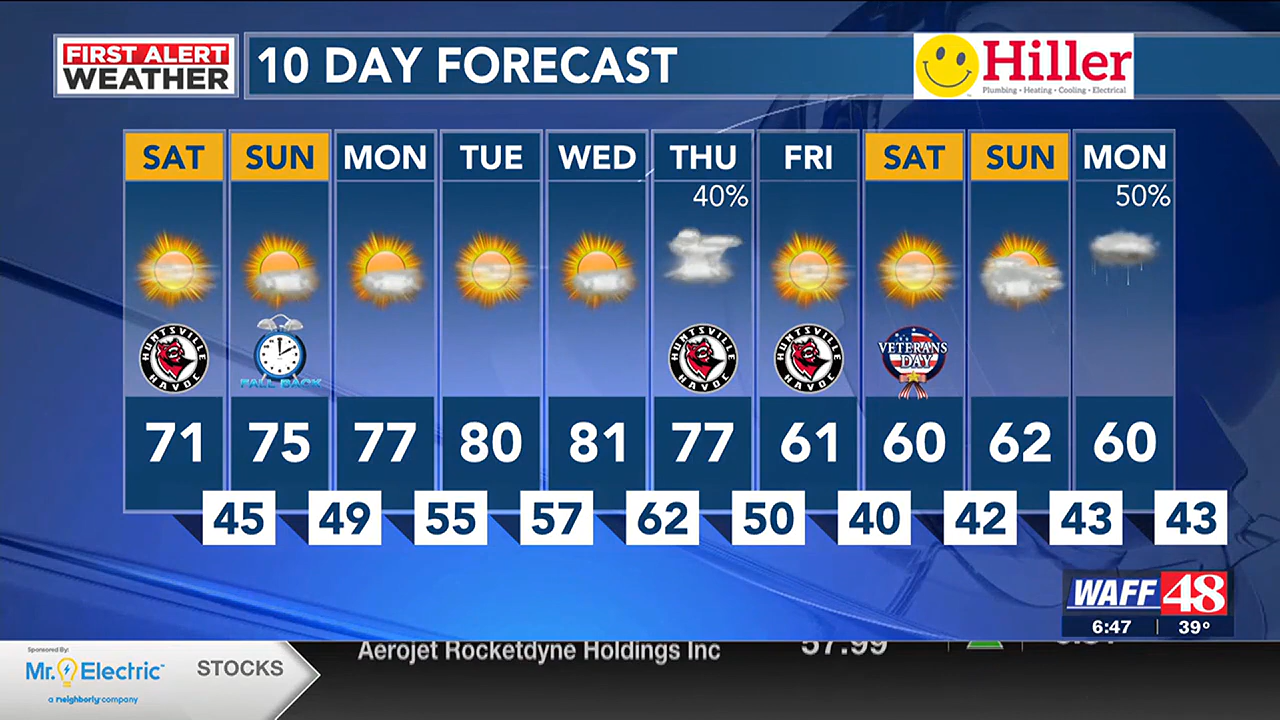 FIRST ALERT
WEATHER
10 DAY FORECAST
Hiller
Plumbing • Heating • Cooling • Electrical
SAT SUN MON TUE WED THU FRI SAT SUN MON
40% 50%
HUNTSVILLE HAVOC
FALL BACK
HUNTSVILLE HAVOC
HUNTSVILLE HAVOC
VETERANS
DAY
71 75 77 80 81 77 61 60 62 60
45 49 55 57 62 50 40 42 43 43
WAFF 48
6:47 | 39°
Sponsored By:
Mr. Electric
a neighborly company
STOCKS
Aerojet Rocketdyne Holdings Inc 57.99